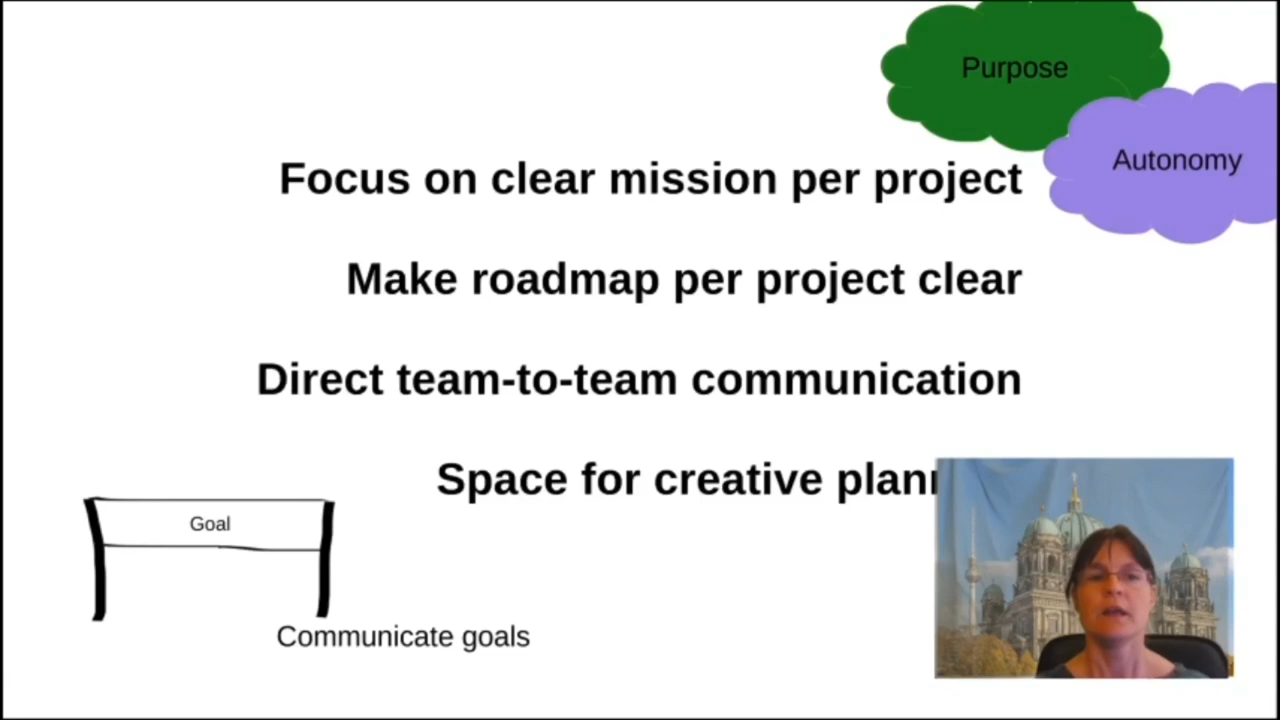 Purpose
Autonomy
Focus on clear mission per project
Make roadmap per project clear
Direct team-to-team communication
Space for creative
Goal
Communicate goals